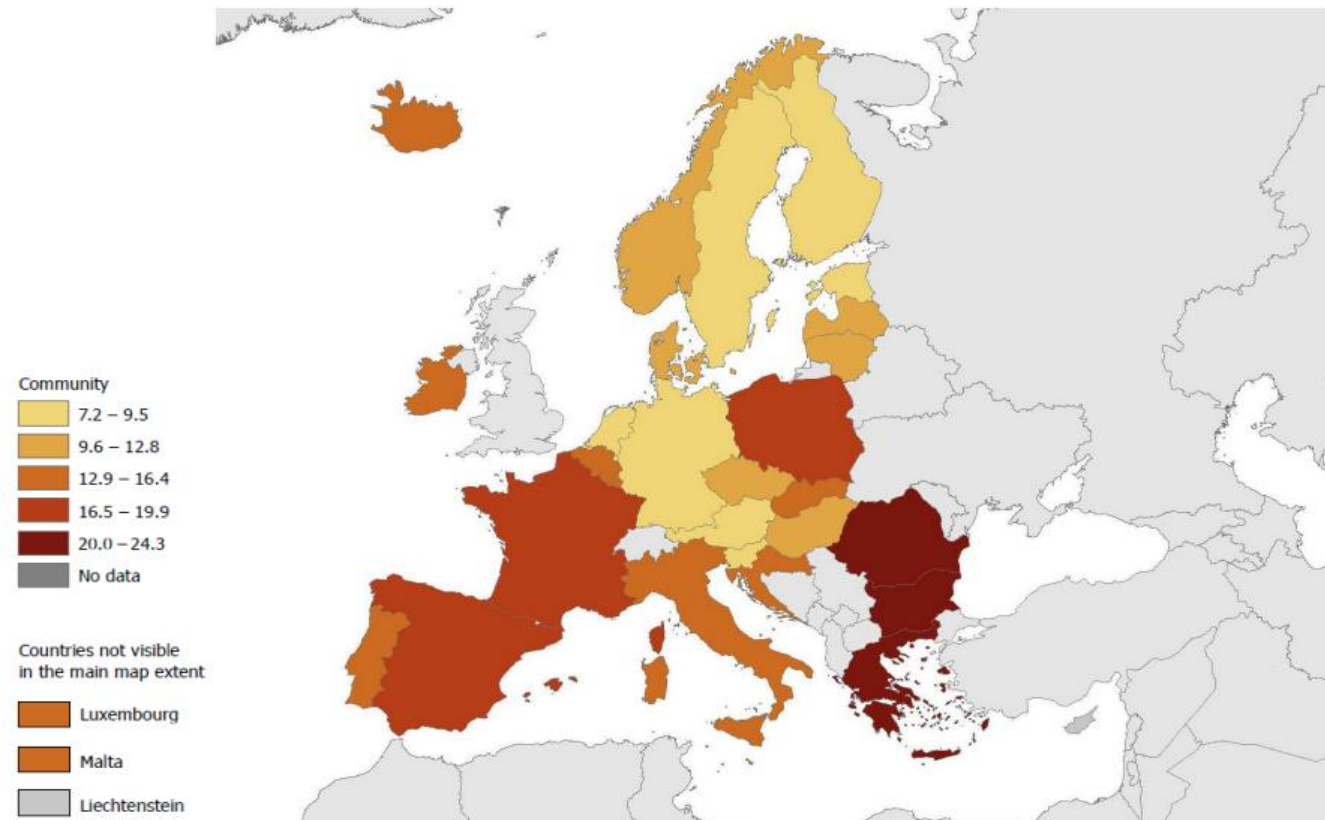 Community
7.2 – 9.5
9.6 – 12.8
12.9 – 16.4
16.5 – 19.9
20.0 – 24.3
No data
Countries not visible
in the main map extent
Luxembourg
Malta
Liechtenstein